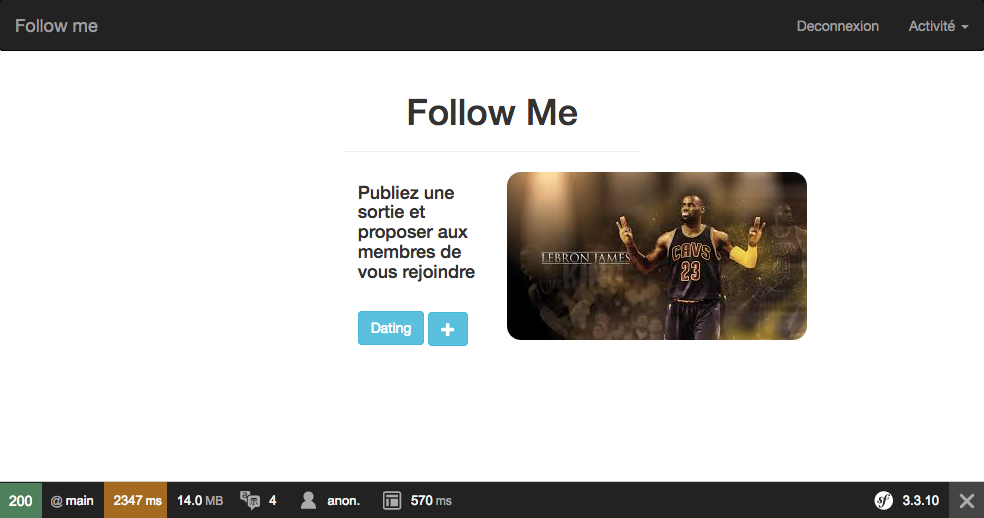 Follow me
Deconnexion
Activité
Follow Me
Publiez une
sortie et
proposer aux
membres de
vous rejoindre
Dating
LEBRON JAMES
CAVS
23
200 @ main 2347 ms 14.0 MB 4 anon. 570 ms sf 3.3.10